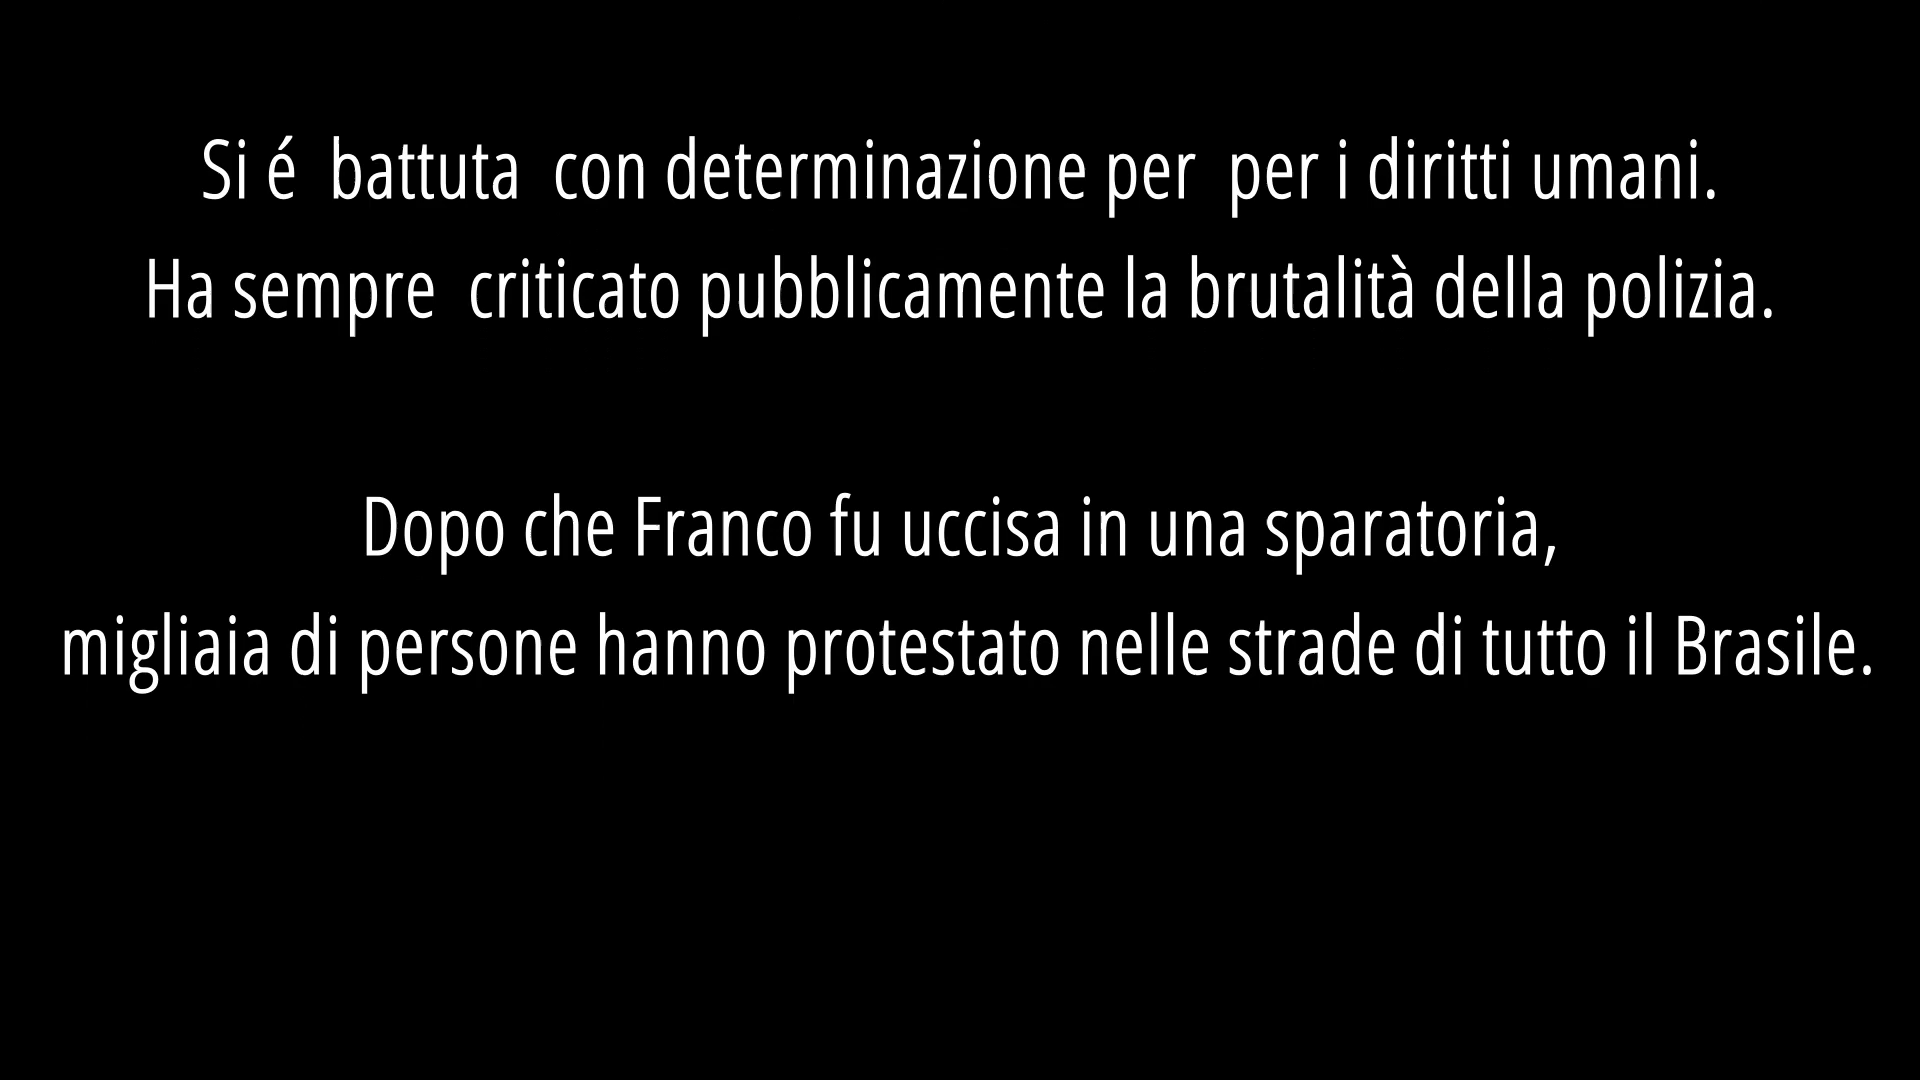 Si é  battuta  con determinazione per  per i diritti umani.
Ha sempre  criticato pubblicamente la brutalità della polizia.
Dopo che Franco fu uccisa in una sparatoria,
migliaia di persone hanno protestato nelle strade di tutto il Brasile.